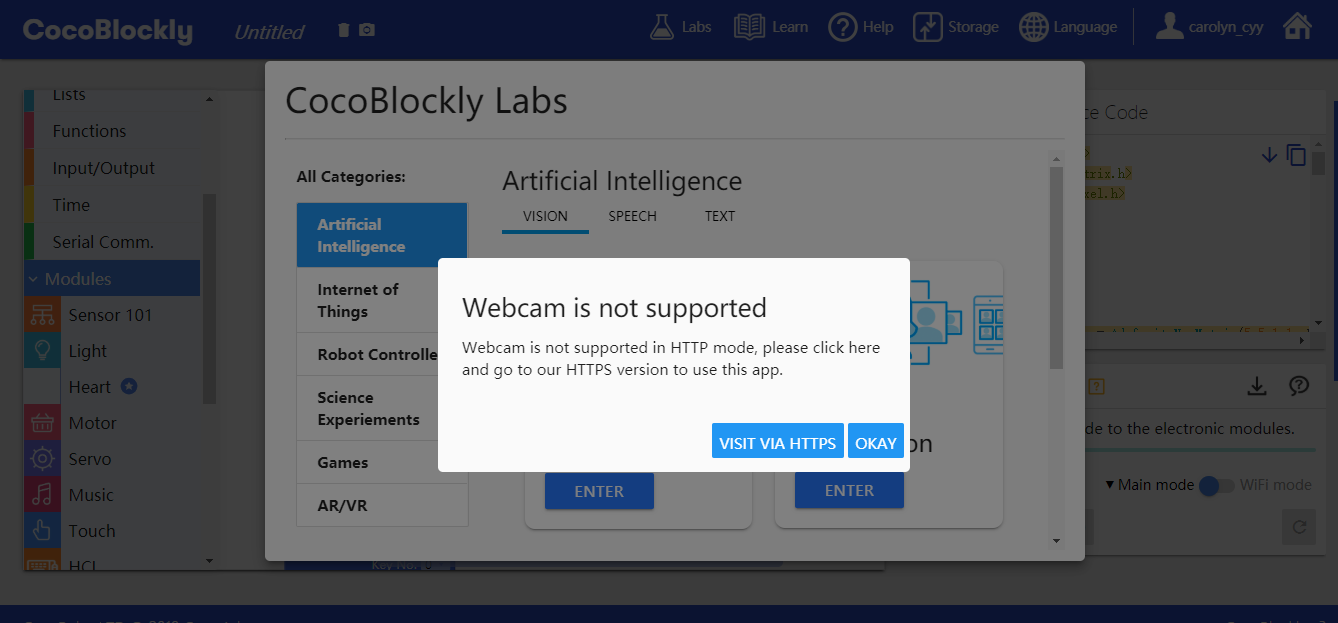 CocoBlockly
Untitled
Labs
Learn
Help
Storage
Language
carolyn_cyy
Lists
Functions
Input/Output
Time
Serial Comm.
Modules
Sensor 101
Light
Heart
Motor
Servo
Music
Touch
HCI
CocoBlockly Labs
All Categories:
Artificial
Intelligence
Internet of
Things
Robot Controlle
Science
Experiements
Games
AR/VR
Artificial Intelligence
VISION
SPEECH
TEXT
Webcam is not supported
Webcam is not supported in HTTP mode, please click here
and go to our HTTPS version to use this app.
VISIT VIA HTTPS
OKAY
on
ENTER
ENTER
ce Code
trix.h>
xel.h>
de to the electronic modules.
Main mode
WiFi mode